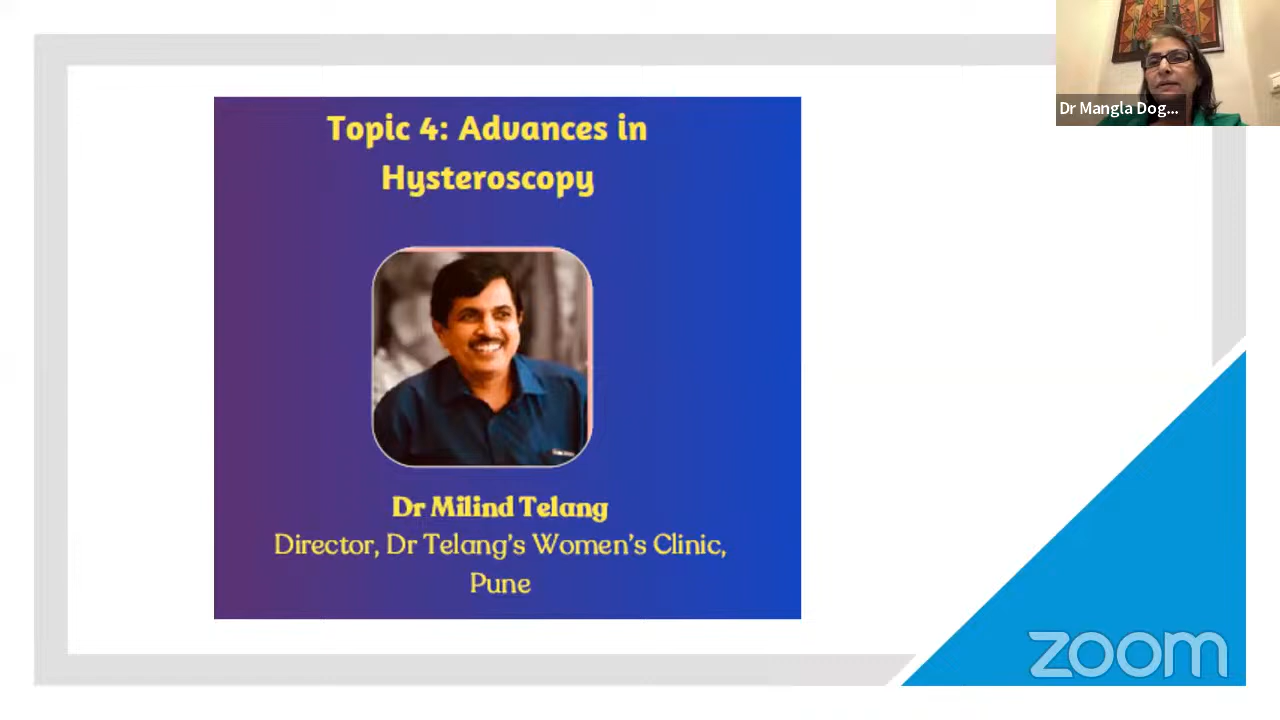 Topic 4: Advances in
Hysteroscopy
Dr Milind Telang
Director, Dr Telang's Women's Clinic,
Pune
Dr Mangla Dog...
zoom